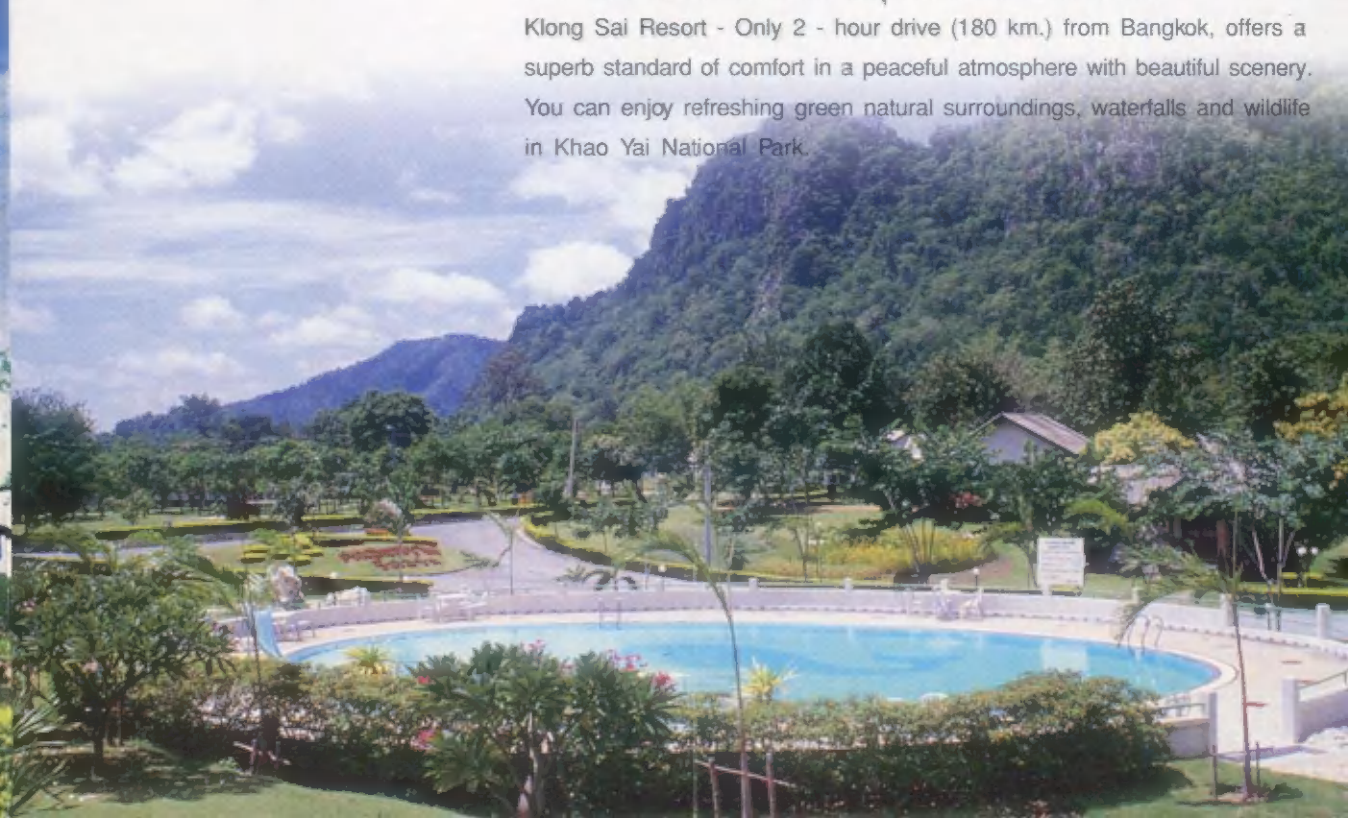 Klong Sai Resort - Only 2 - hour drive (180 km.) from Bangkok, offers a
superb standard of comfort in a peaceful atmosphere with beautiful scenery.
You can enjoy refreshing green natural surroundings, waterfalls and wildlife
in Khao Yai National Park.